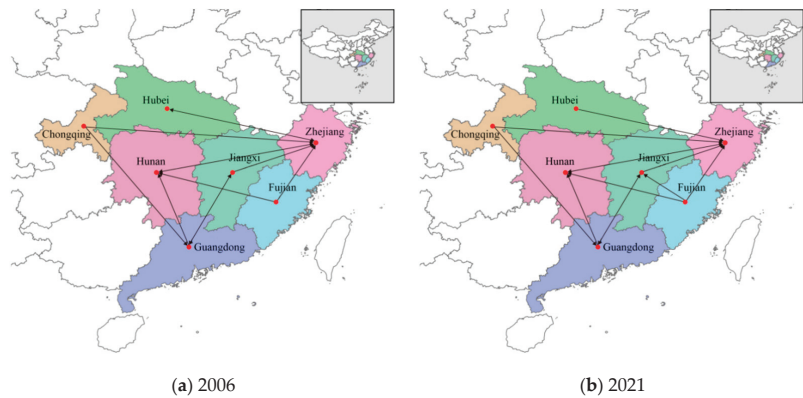 Hubei
Chongqing
Zhejiang
Hunan
Jiangxi
Fujian
Guangdong
Hubei
Chongqing
Zhejiang
Hunan
Jiangxi
Fujian
Guangdong
(a) 2006
(b) 2021